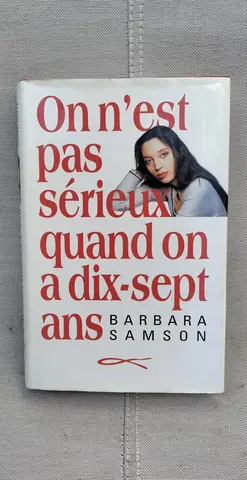 On n'est
pas
sérieux
quand on
a dix-sept
ans BARBARA
SAMSON